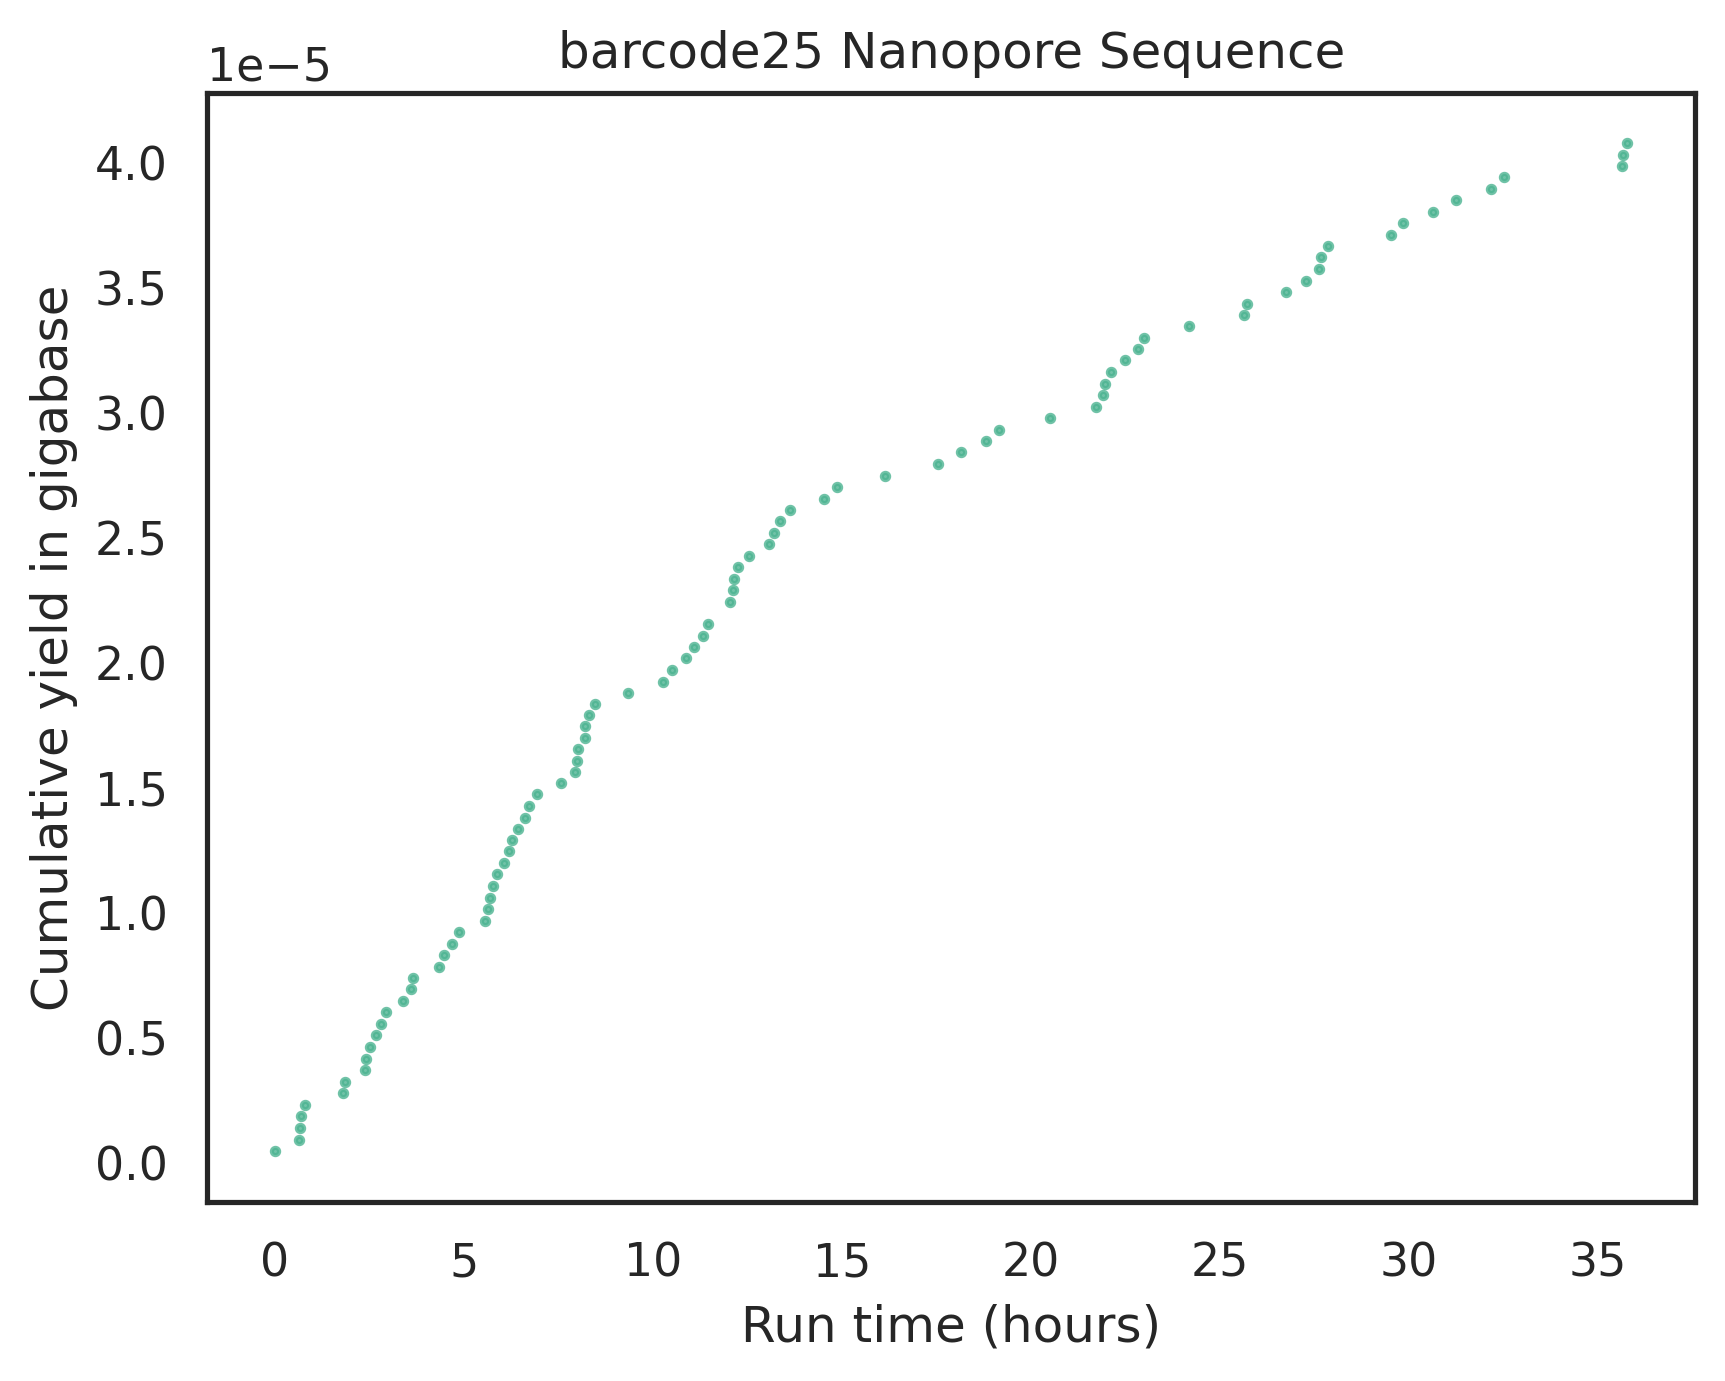 barcode25 Nanopore Sequence
1e−5
4.0
3.5
3.0
2.5
2.0
1.5
1.0
0.5
0.0
Cumulative yield in gigabase
0 5 10 15 20 25 30 35
Run time (hours)